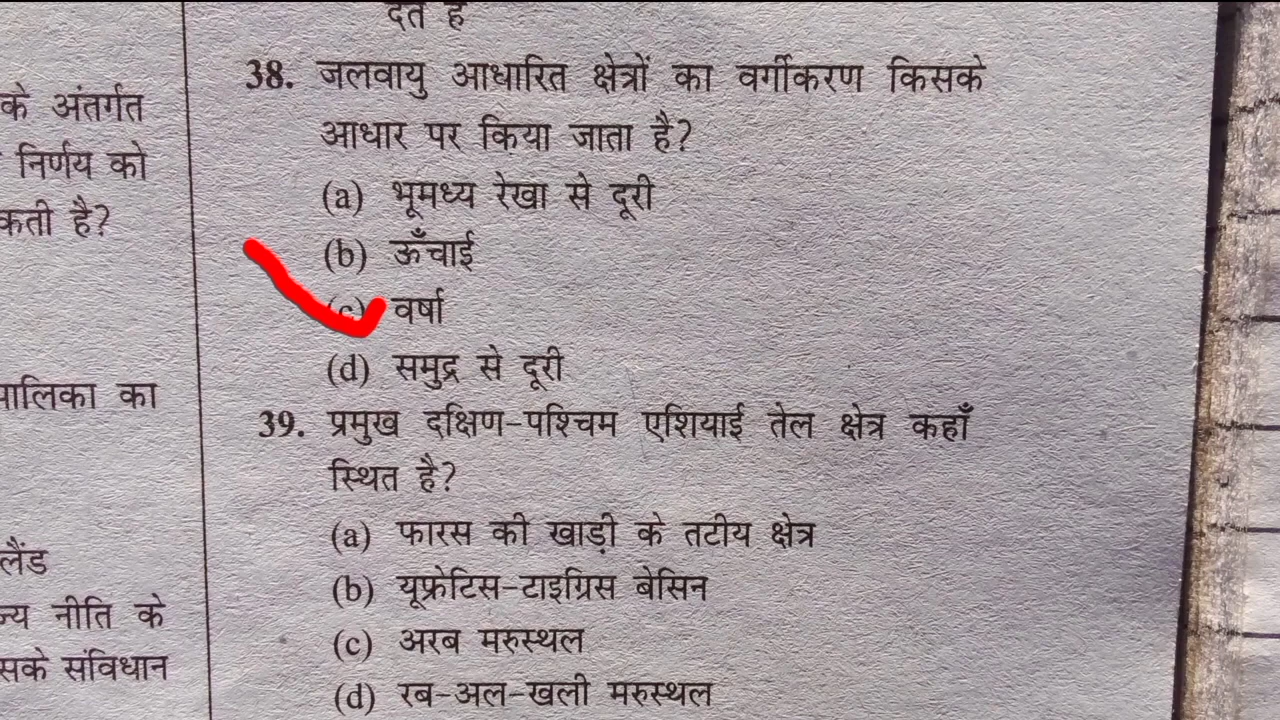 देते हैं
38. जलवायु आधारित क्षेत्रों का वर्गीकरण किसके
आधार पर किया जाता है?
(a) भूमध्य रेखा से दूरी
(b) ऊँचाई
(c) वर्षा
(d) समुद्र से दूरी
39. प्रमुख दक्षिण-पश्चिम एशियाई तेल क्षेत्र कहाँ
स्थित है?
(a) फारस की खाड़ी के तटीय क्षेत्र
(b) यूफ्रेटिस-टाइग्रिस बेसिन
(c) अरब मरुस्थल
(d) रब-अल-खली मरुस्थल
के अंतर्गत
निर्णय को
कती है?
का
लैंड
नीति के
संविधान